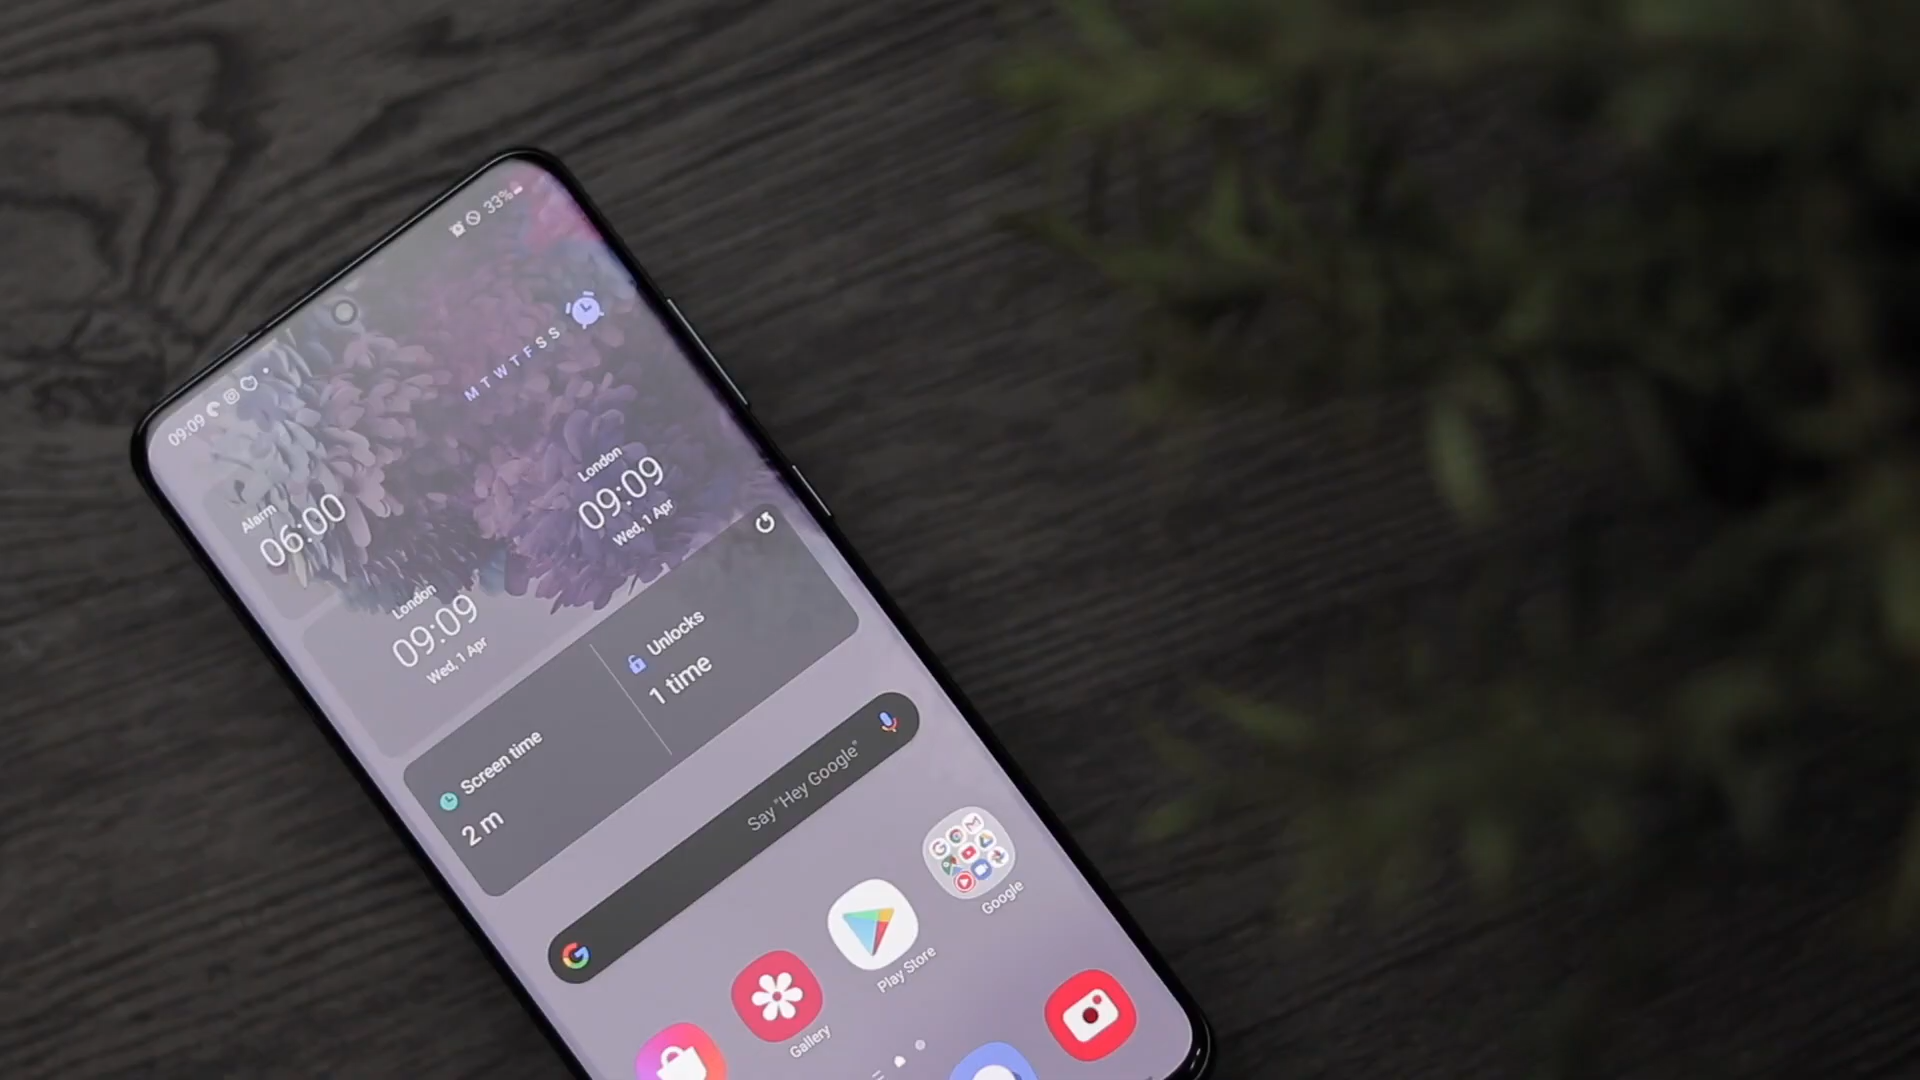 09:09
33%
M T W T F S S
Alarm
06:00
London
09:09
Wed, 1 Apr
London
09:09
Wed, 1 Apr
Screen time
2 m
Unlocks
1 time
Say "Hey Google"
Gallery
Play Store
Google